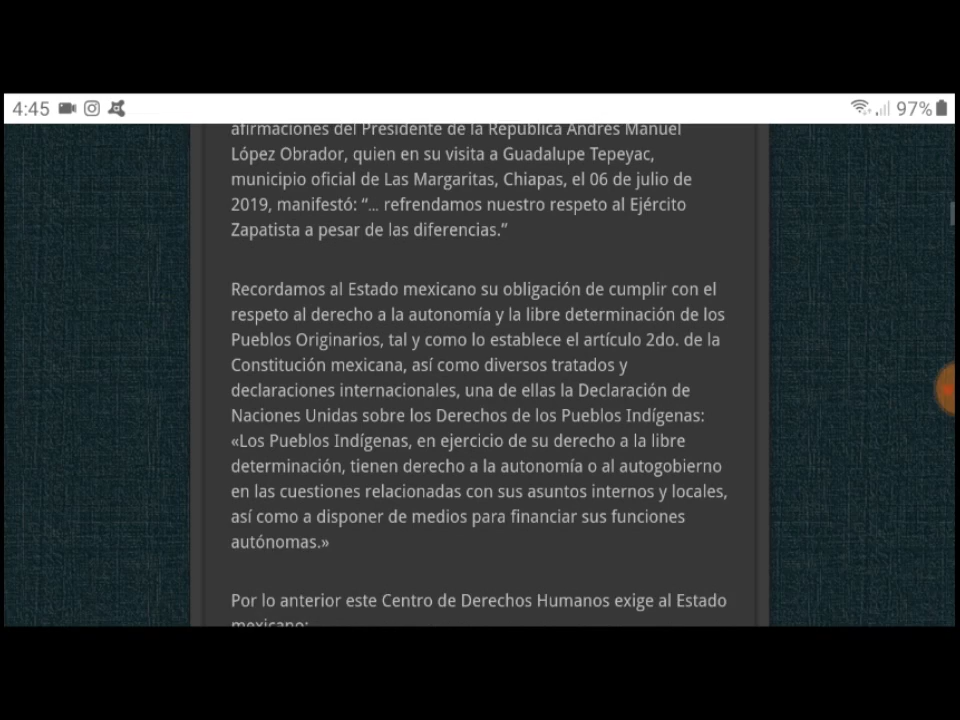 4:45 97%
afirmaciones del Presidente de la República Andrés Manuel
López Obrador, quien en su visita a Guadalupe Tepeyac,
municipio oficial de Las Margaritas, Chiapas, el 06 de julio de
2019, manifestó: “... refrendamos nuestro respeto al Ejército
Zapatista a pesar de las diferencias.”
Recordamos al Estado mexicano su obligación de cumplir con el
respeto al derecho a la autonomía y la libre determinación de los
Pueblos Originarios, tal y como lo establece el artículo 2do. de la
Constitución mexicana, así como diversos tratados y
declaraciones internacionales, una de ellas la Declaración de
Naciones Unidas sobre los Derechos de los Pueblos Indígenas:
«Los Pueblos Indígenas, en ejercicio de su derecho a la libre
determinación, tienen derecho a la autonomía o al autogobierno
en las cuestiones relacionadas con sus asuntos internos y locales,
así como a disponer de medios para financiar sus funciones
autónomas.»
Por lo anterior este Centro de Derechos Humanos exige al Estado
mexicano: